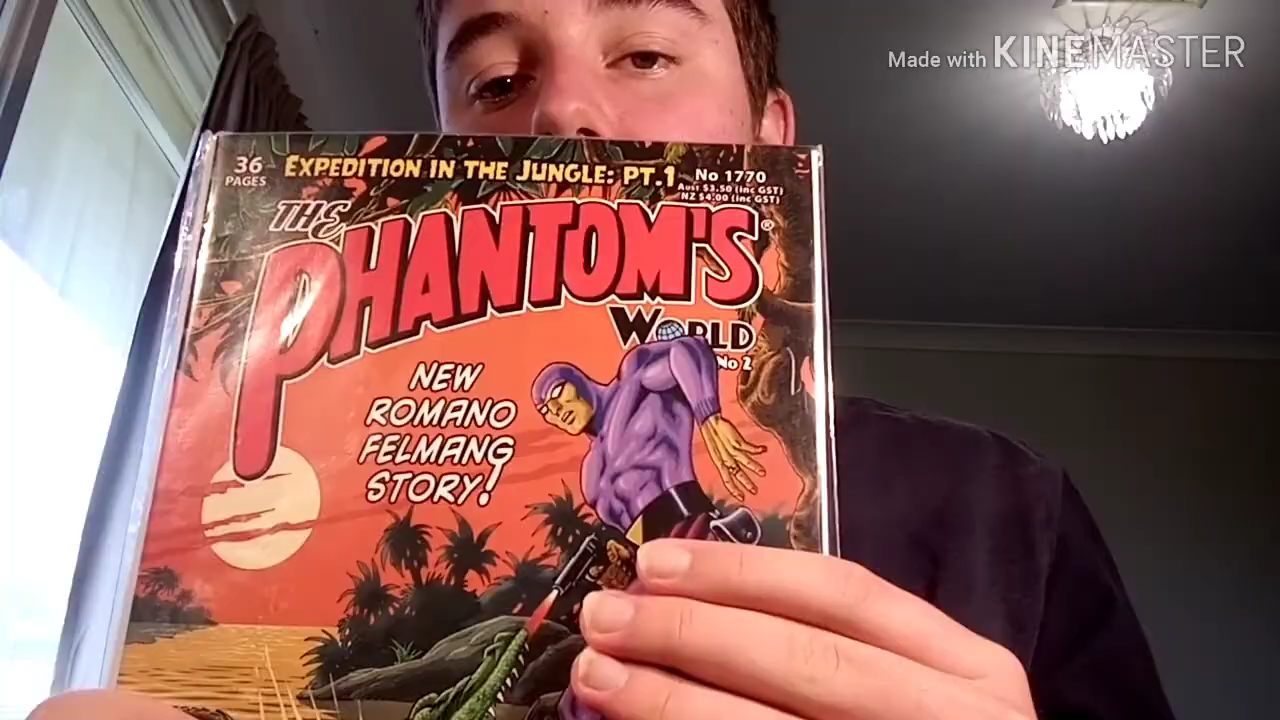 Made with KINEMASTER
36
PAGES
EXPEDITION IN THE JUNGLE: PT.1
No 1770
Aust $3.50 (inc GST)
NZ $4.00 (inc GST)
THE
PHANTOM'S®
WORLD
No 2
NEW
ROMANO
FELMANG
STORY!